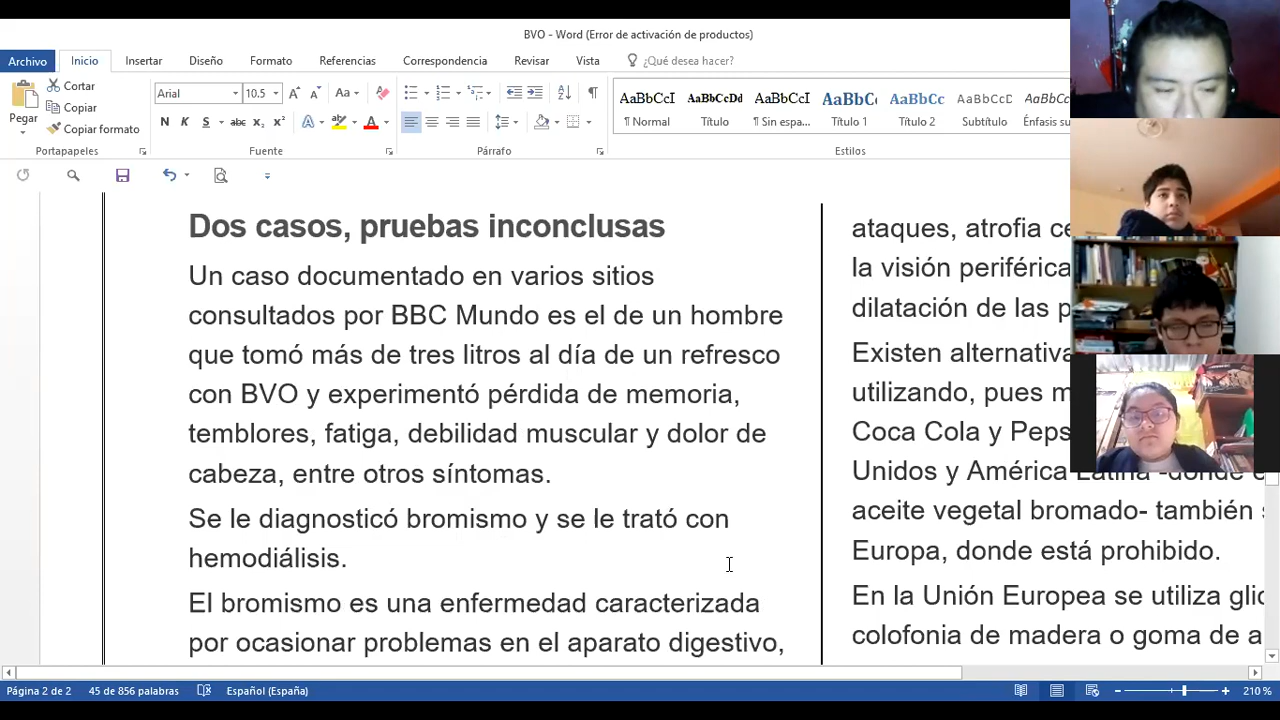 BVO - Word (Error de activación de productos)
Archivo Inicio Insertar Diseño Formato Referencias Correspondencia Revisar Vista ¿Qué desea hacer?
Cortar
Copiar
Copiar formato
Pegar
Portapapeles
Arial 10.5
Aa
N K S abc x₂ x²
A A
Fuente
Párrafo
AaBbCcI AaBbCcDd AaBbCcI AaBbCc AaBbCc AaBbCcD AaBbCcI
¶ Normal Título ¶ Sin espa... Título 1 Título 2 Subtítulo Énfasis su
Estilos
Dos casos, pruebas inconclusas
Un caso documentado en varios sitios
consultados por BBC Mundo es el de un hombre
que tomó más de tres litros al día de un refresco
con BVO y experimentó pérdida de memoria,
temblores, fatiga, debilidad muscular y dolor de
cabeza, entre otros síntomas.
Se le diagnosticó bromismo y se le trató con
hemodiálisis.
El bromismo es una enfermedad caracterizada
por ocasionar problemas en el aparato digestivo,
ataques, atrofia
la visión periférica
dilatación de las
Existen
utilizando, pues
Coca Cola y
Unidos y América Latina -donde
aceite vegetal bromado- también
Europa, donde está prohibido.
En la Unión Europea se utiliza
colofonia de madera o goma de
Página 2 de 2 45 de 856 palabras Español (España) 210 %